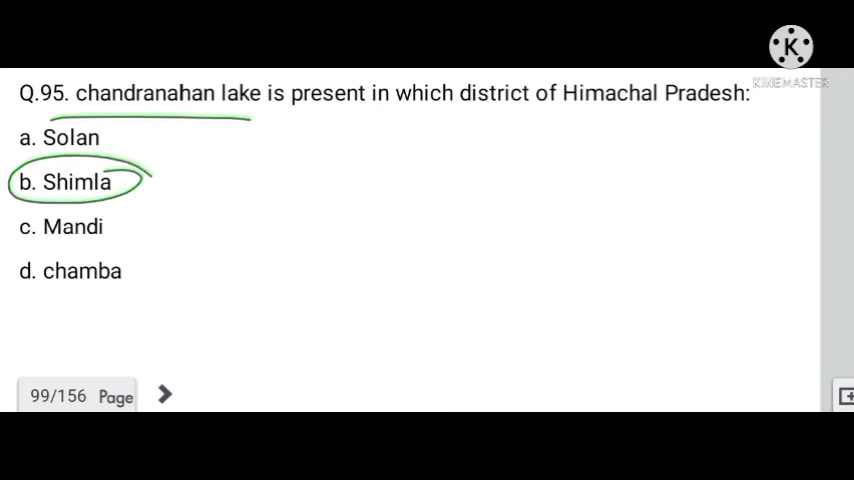 K
KINEMASTER
Q.95. chandranahan lake is present in which district of Himachal Pradesh:
a. Solan
b. Shimla
c. Mandi
d. chamba
99/156 Page